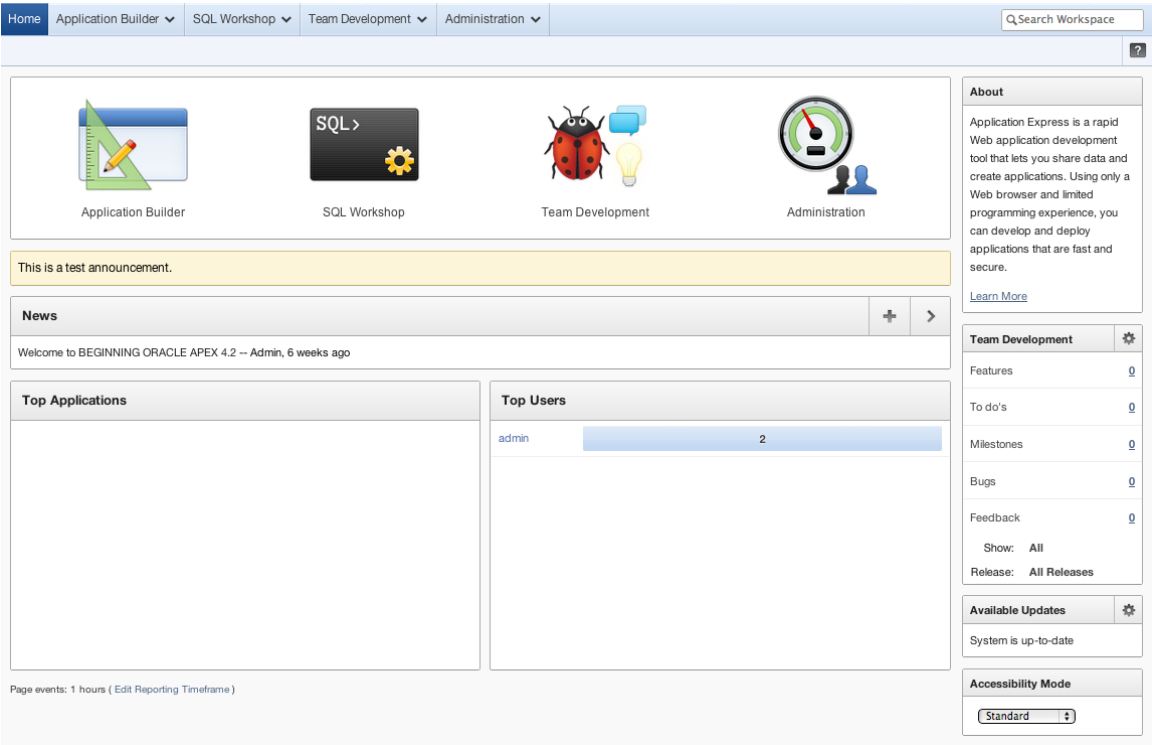 Home
Application Builder
SQL Workshop
Team Development
Administration
Search Workspace
?
SQL>
Application Builder
SQL Workshop
Team Development
Administration
This is a test announcement.
News
Welcome to BEGINNING ORACLE APEX 4.2 -- Admin, 6 weeks ago
Top Applications
Top Users
admin 2
Page events: 1 hours ( Edit Reporting Timeframe )
About
Application Express is a rapid
Web application development
tool that lets you share data and
create applications. Using only a
Web browser and limited
programming experience, you
can develop and deploy
applications that are fast and
secure.
Learn More
Team Development
Features 0
To do's 0
Milestones 0
Bugs 0
Feedback 0
Show: All
Release: All Releases
Available Updates
System is up-to-date
Accessibility Mode
Standard